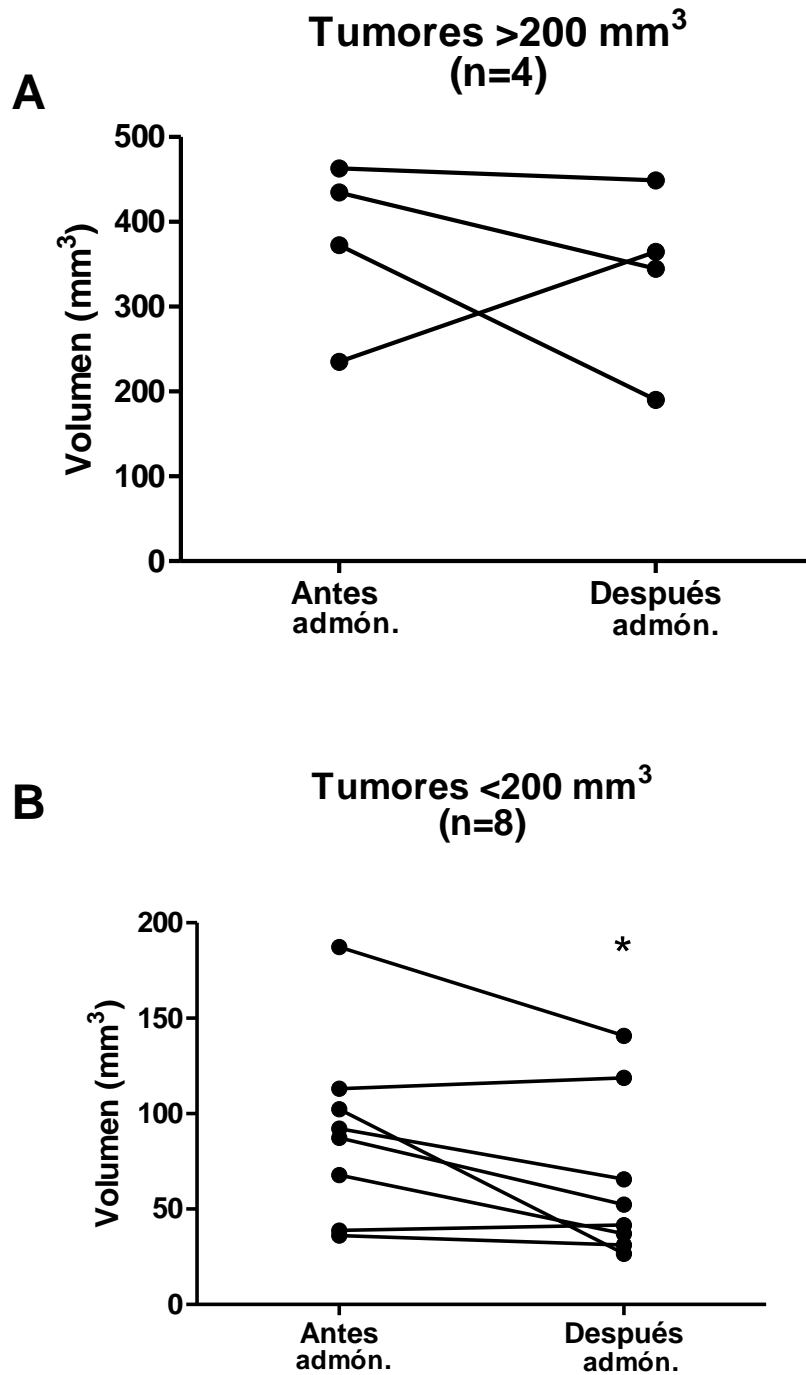 Tumores >200 mm³
(n=4)
A
500
400
300
200
100
0
Volumen (mm³)
Antes admón.
Después admón.
Tumores <200 mm³
(n=8)
B
200
150
100
50
0
Volumen (mm³)
*
Antes admón.
Después admón.